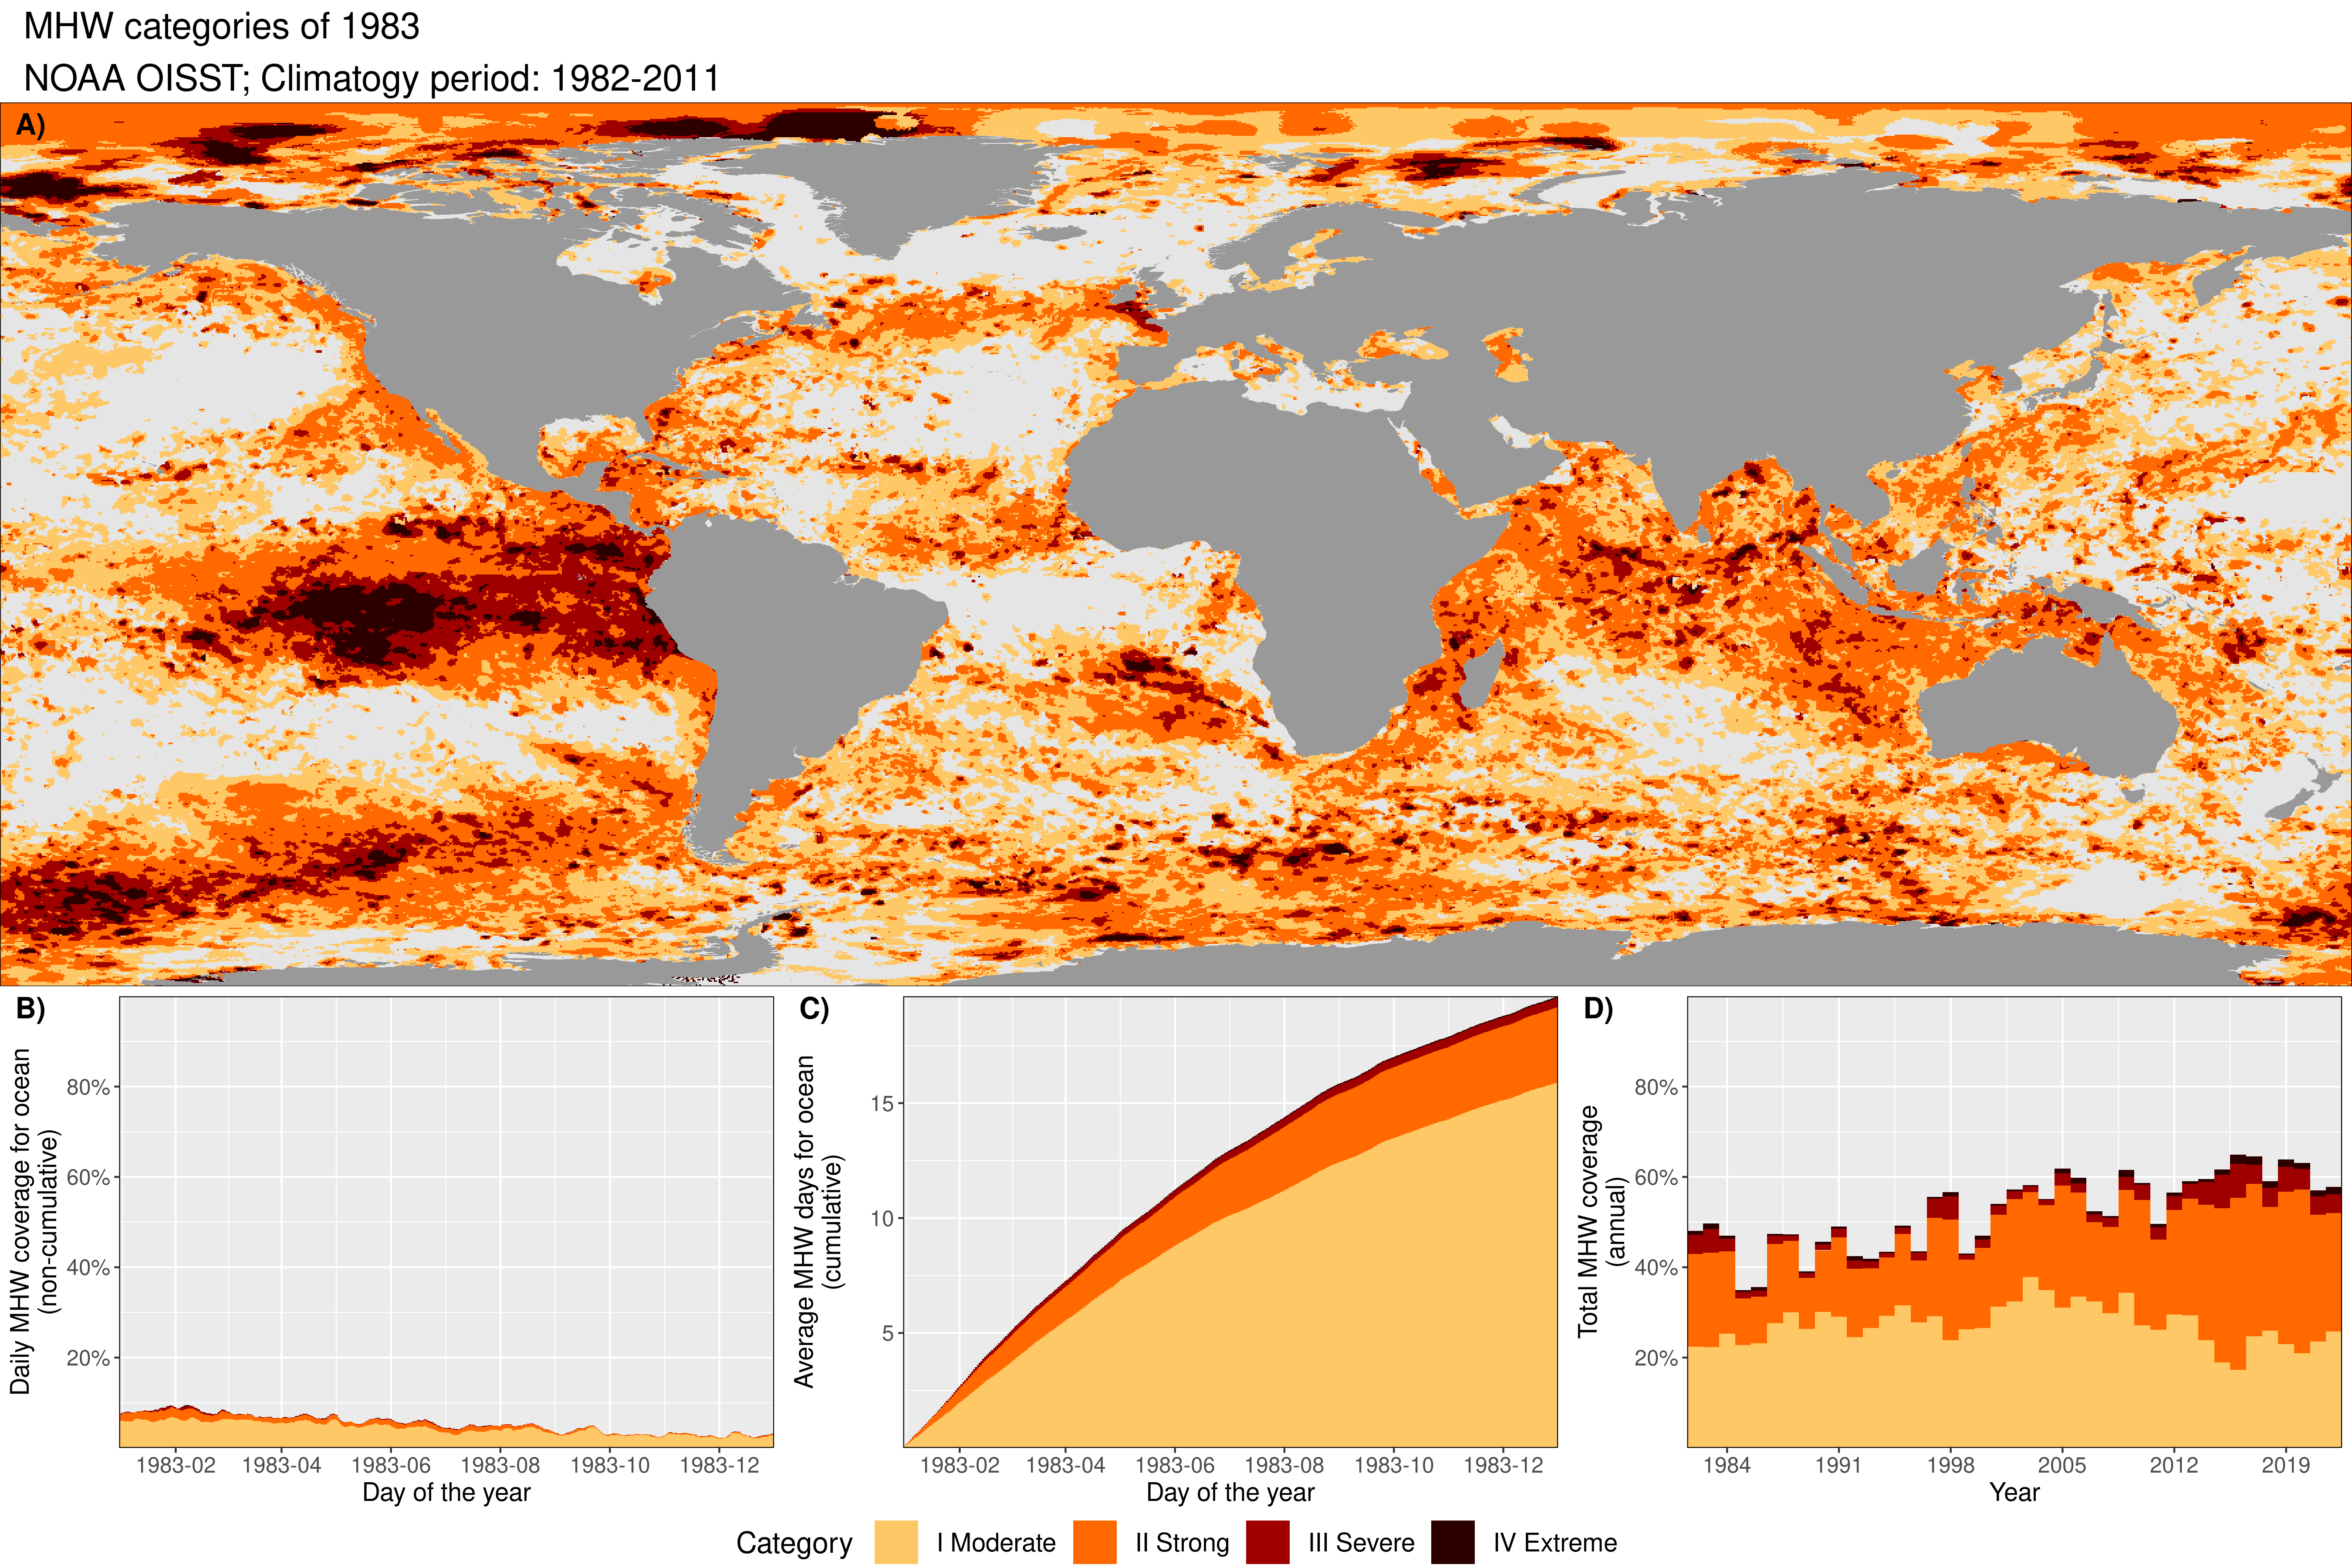 MHW categories of 1983
NOAA OISST; Climatogy period: 1982-2011
A)
B)
Daily MHW coverage for ocean
(non-cumulative)
80%
60%
40%
20%
1983-02 1983-04 1983-06 1983-08 1983-10 1983-12
Day of the year
C)
Average MHW days for ocean
(cumulative)
15
10
5
1983-02 1983-04 1983-06 1983-08 1983-10 1983-12
Day of the year
D)
Total MHW coverage
(annual)
80%
60%
40%
20%
1984 1991 1998 2005 2012 2019
Year
Category I Moderate II Strong III Severe IV Extreme